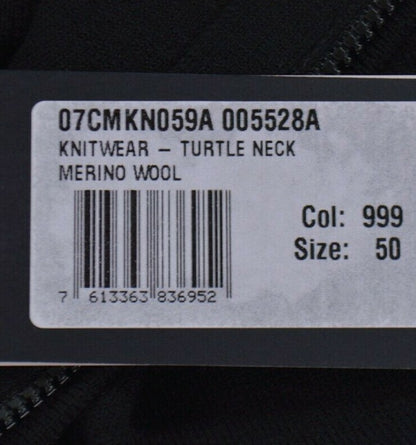 07CMKN059A 005528A
KNITWEAR – TURTLE NECK
MERINO WOOL
Col: 999
Size: 50
7 613363 836952